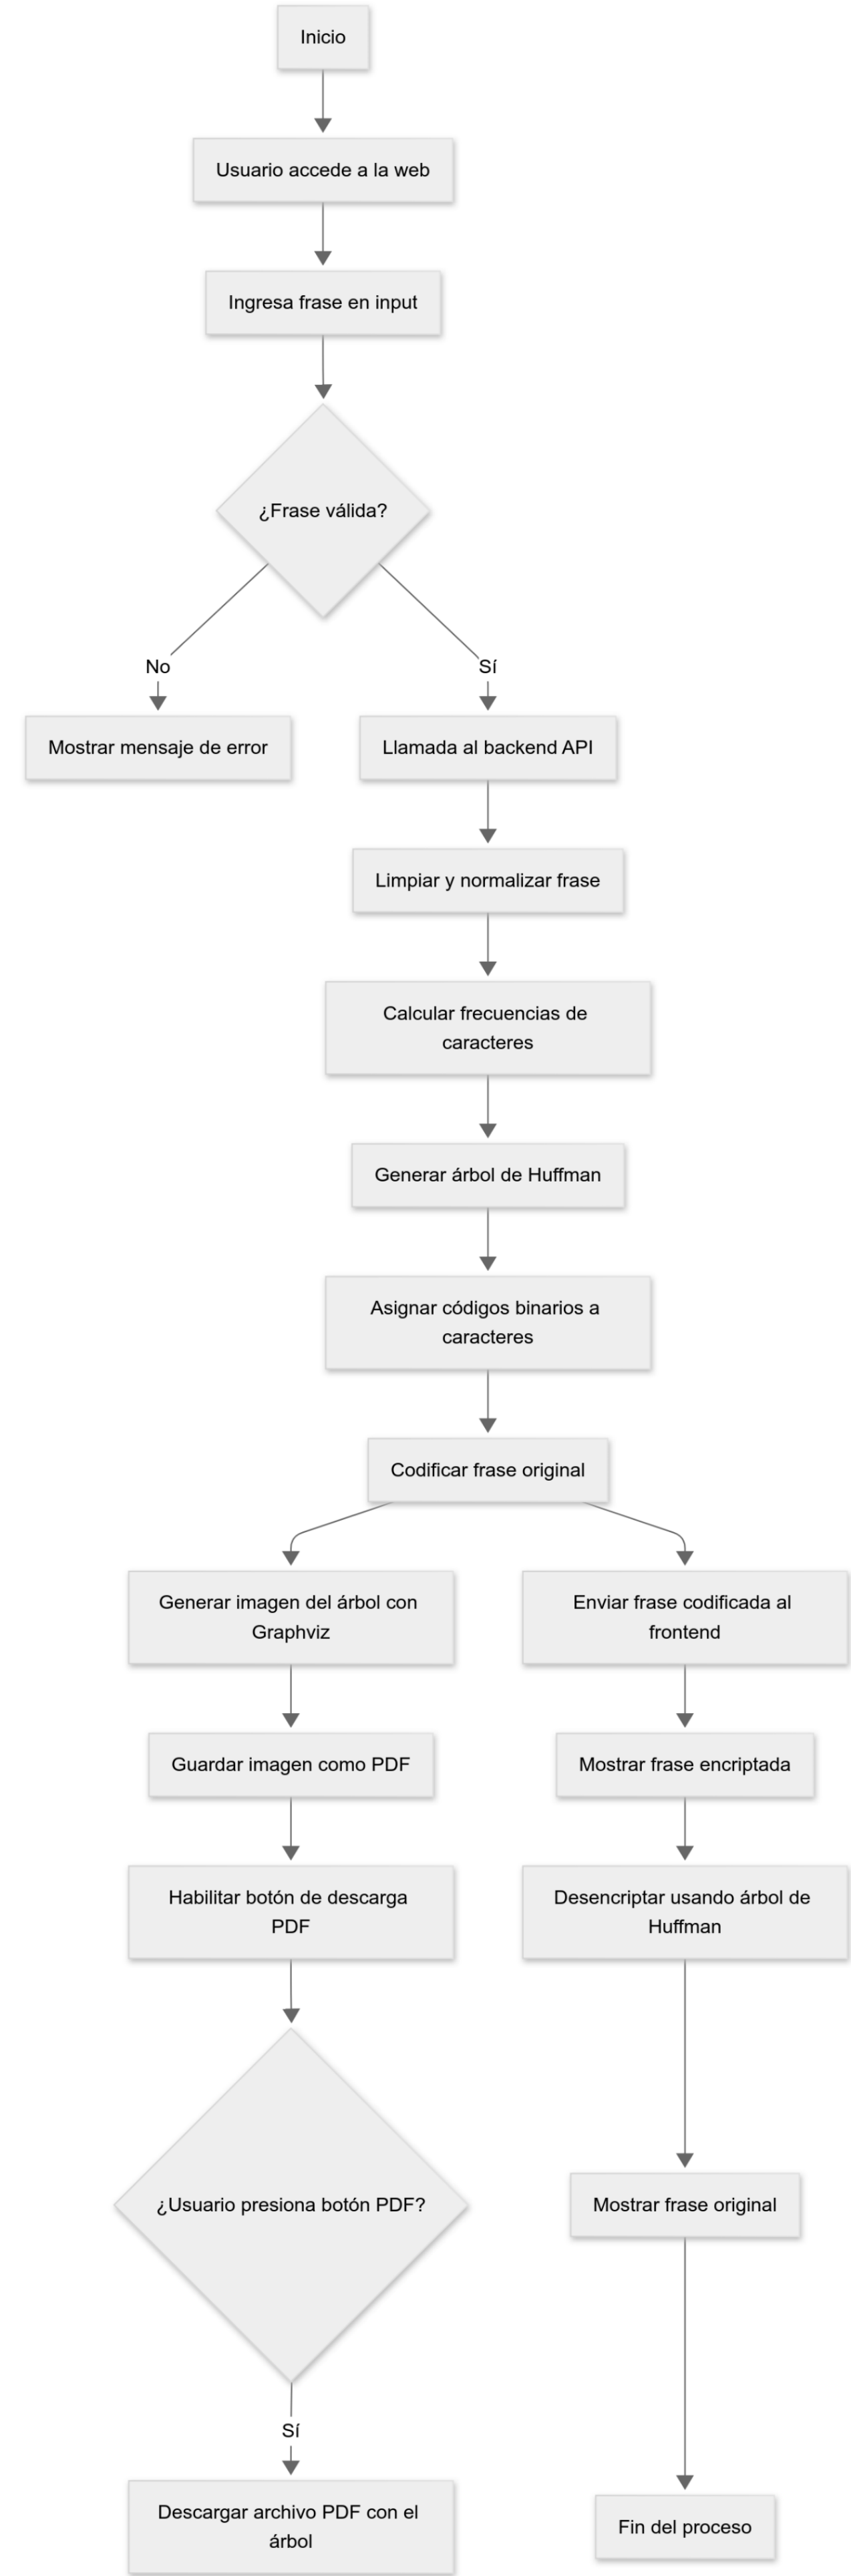 Inicio
Usuario accede a la web
Ingresa frase en input
¿Frase válida?
No
Sí
Mostrar mensaje de error
Llamada al backend API
Limpiar y normalizar frase
Calcular frecuencias de
caracteres
Generar árbol de Huffman
Asignar códigos binarios a
caracteres
Codificar frase original
Generar imagen del árbol con
Graphviz
Enviar frase codificada al
frontend
Guardar imagen como PDF
Mostrar frase encriptada
Habilitar botón de descarga
PDF
Desencriptar usando árbol de
Huffman
¿Usuario presiona botón PDF?
Mostrar frase original
Sí
Descargar archivo PDF con el
árbol
Fin del proceso